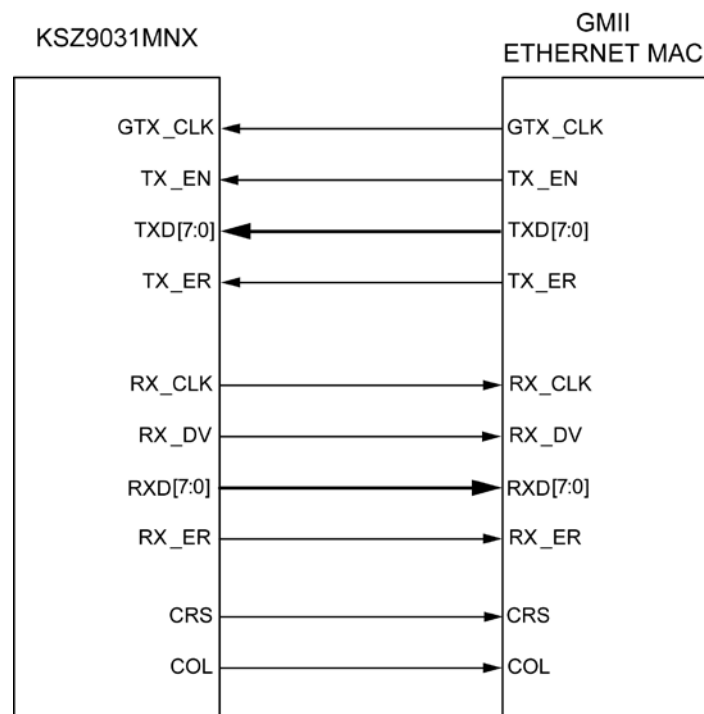 KSZ9031MNX
GMII
ETHERNET MAC
GTX_CLK GTX_CLK
TX_EN TX_EN
TXD[7:0] TXD[7:0]
TX_ER TX_ER
RX_CLK RX_CLK
RX_DV RX_DV
RXD[7:0] RXD[7:0]
RX_ER RX_ER
CRS CRS
COL COL